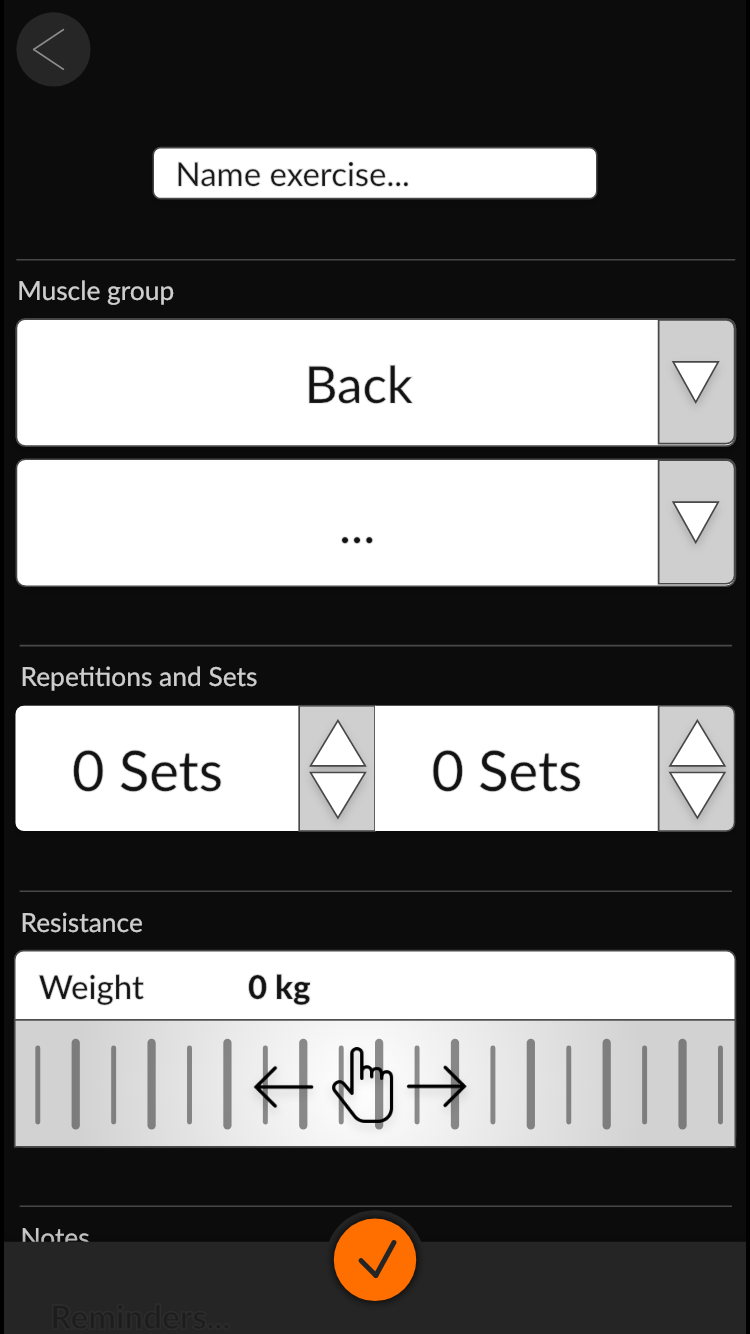 Name exercise...
Muscle group
Back
...
Repetitions and Sets
0 Sets 0 Sets
Resistance
Weight 0 kg
Notes
Reminders...